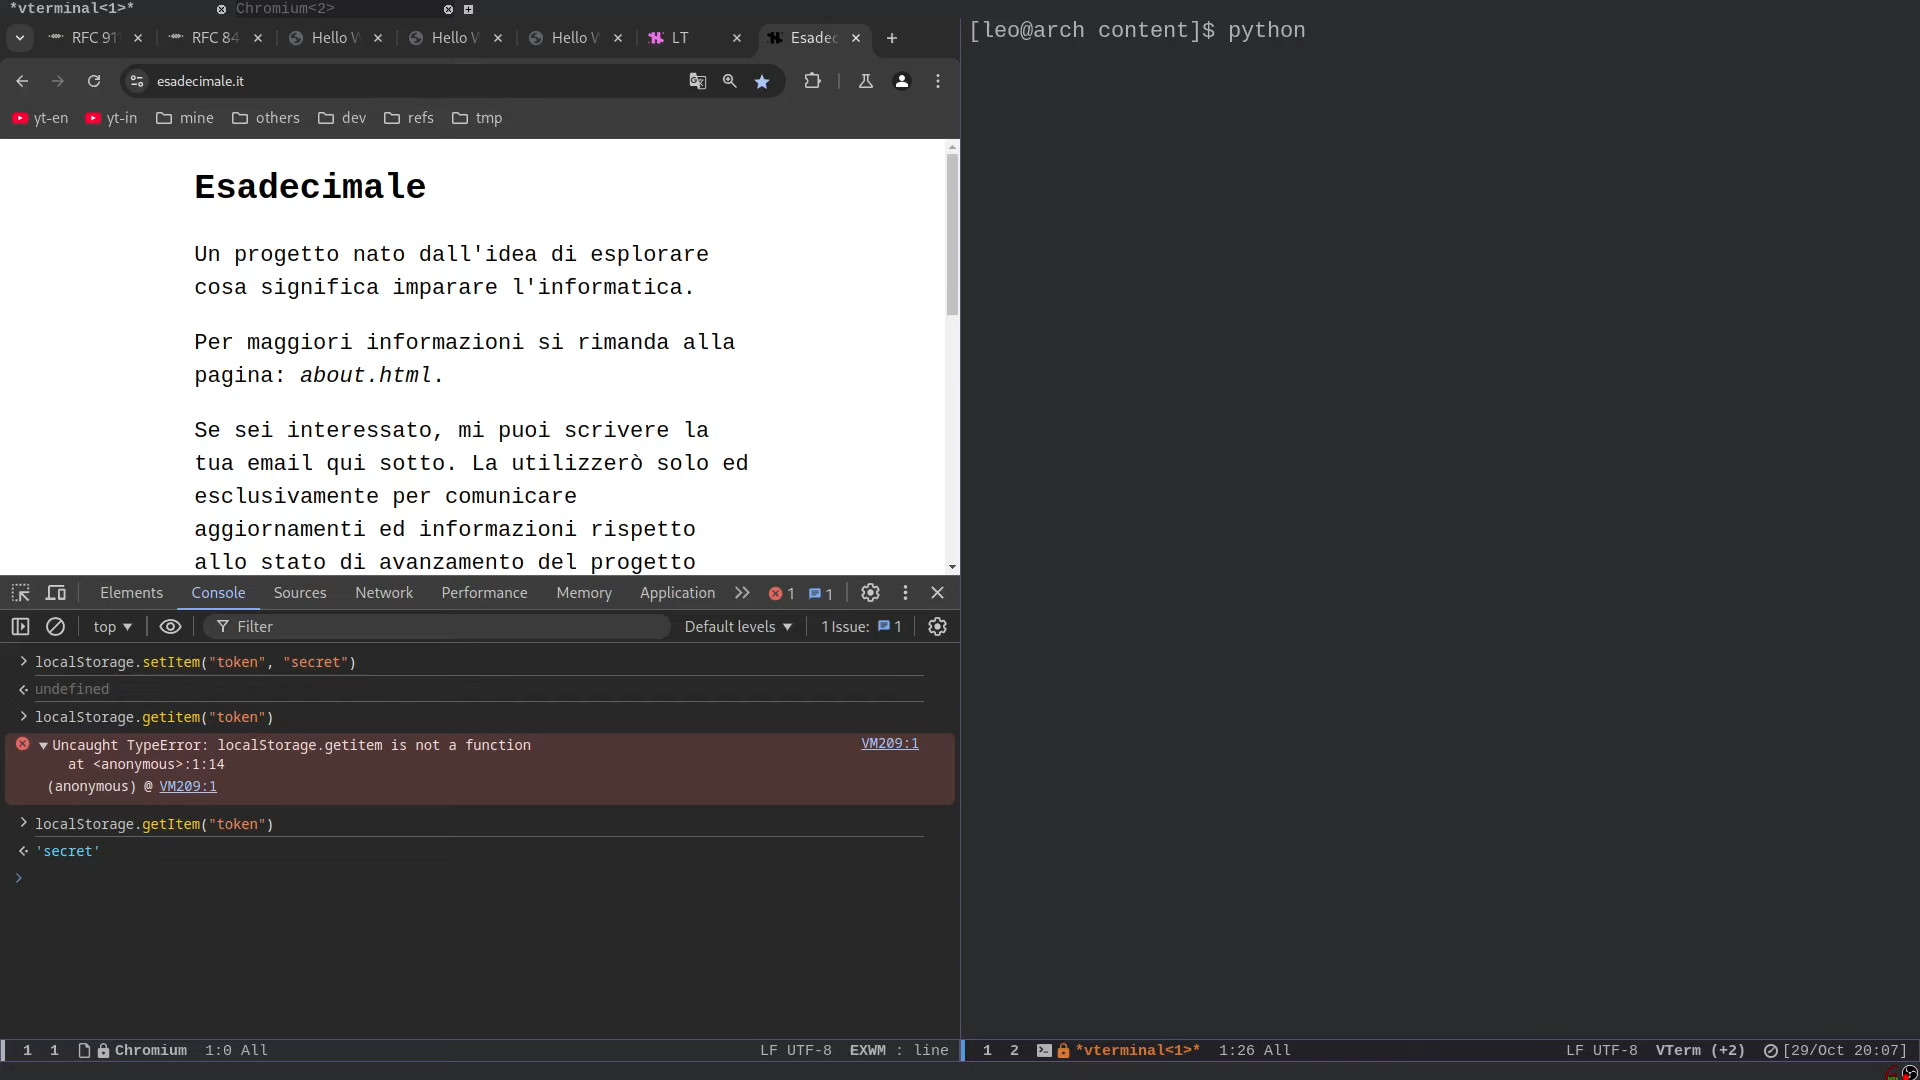 *vterminal<1>* Chromium<2>
RFC 911 RFC 84 Hello W Hello W Hello W LT Esadec
esadecimale.it
yt-en yt-in mine others dev refs tmp
Esadecimale
Un progetto nato dall'idea di esplorare
cosa significa imparare l'informatica.
Per maggiori informazioni si rimanda alla
pagina: about.html.
Se sei interessato, mi puoi scrivere la
tua email qui sotto. La utilizzerò solo ed
esclusivamente per comunicare
aggiornamenti ed informazioni rispetto
allo stato di avanzamento del progetto
Elements Console Sources Network Performance Memory Application 1 1
top Filter Default levels 1 Issue: 1
localStorage.setItem("token", "secret")
undefined
localStorage.getitem("token")
Uncaught TypeError: localStorage.getitem is not a function VM209:1
at <anonymous>:1:14
(anonymous) @ VM209:1
localStorage.getItem("token")
'secret'
1 1 Chromium 1:0 All LF UTF-8 EXWM : line
[leo@arch content]$ python
1 2 *vterminal<1>* 1:26 All LF UTF-8 VTerm (+2) [29/Oct 20:07]